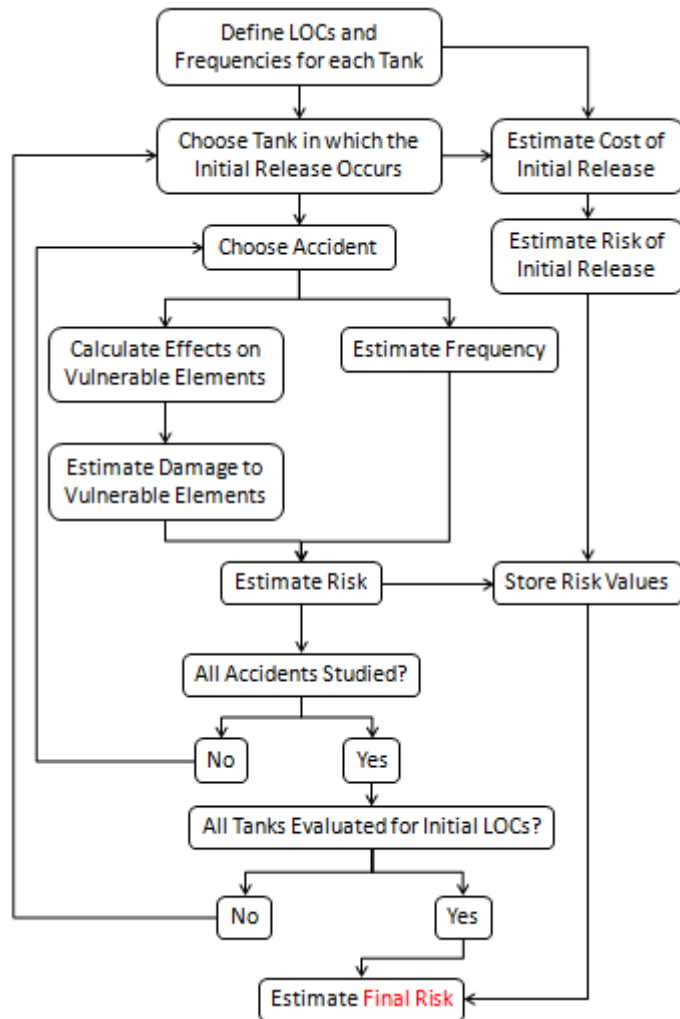 Define LOCs and
Frequencies for each Tank
Choose Tank in which the
Initial Release Occurs
Estimate Cost of
Initial Release
Choose Accident
Estimate Risk of
Initial Release
Calculate Effects on
Vulnerable Elements
Estimate Frequency
Estimate Damage to
Vulnerable Elements
Estimate Risk
Store Risk Values
All Accidents Studied?
No
Yes
All Tanks Evaluated for Initial LOCs?
No
Yes
Estimate Final Risk